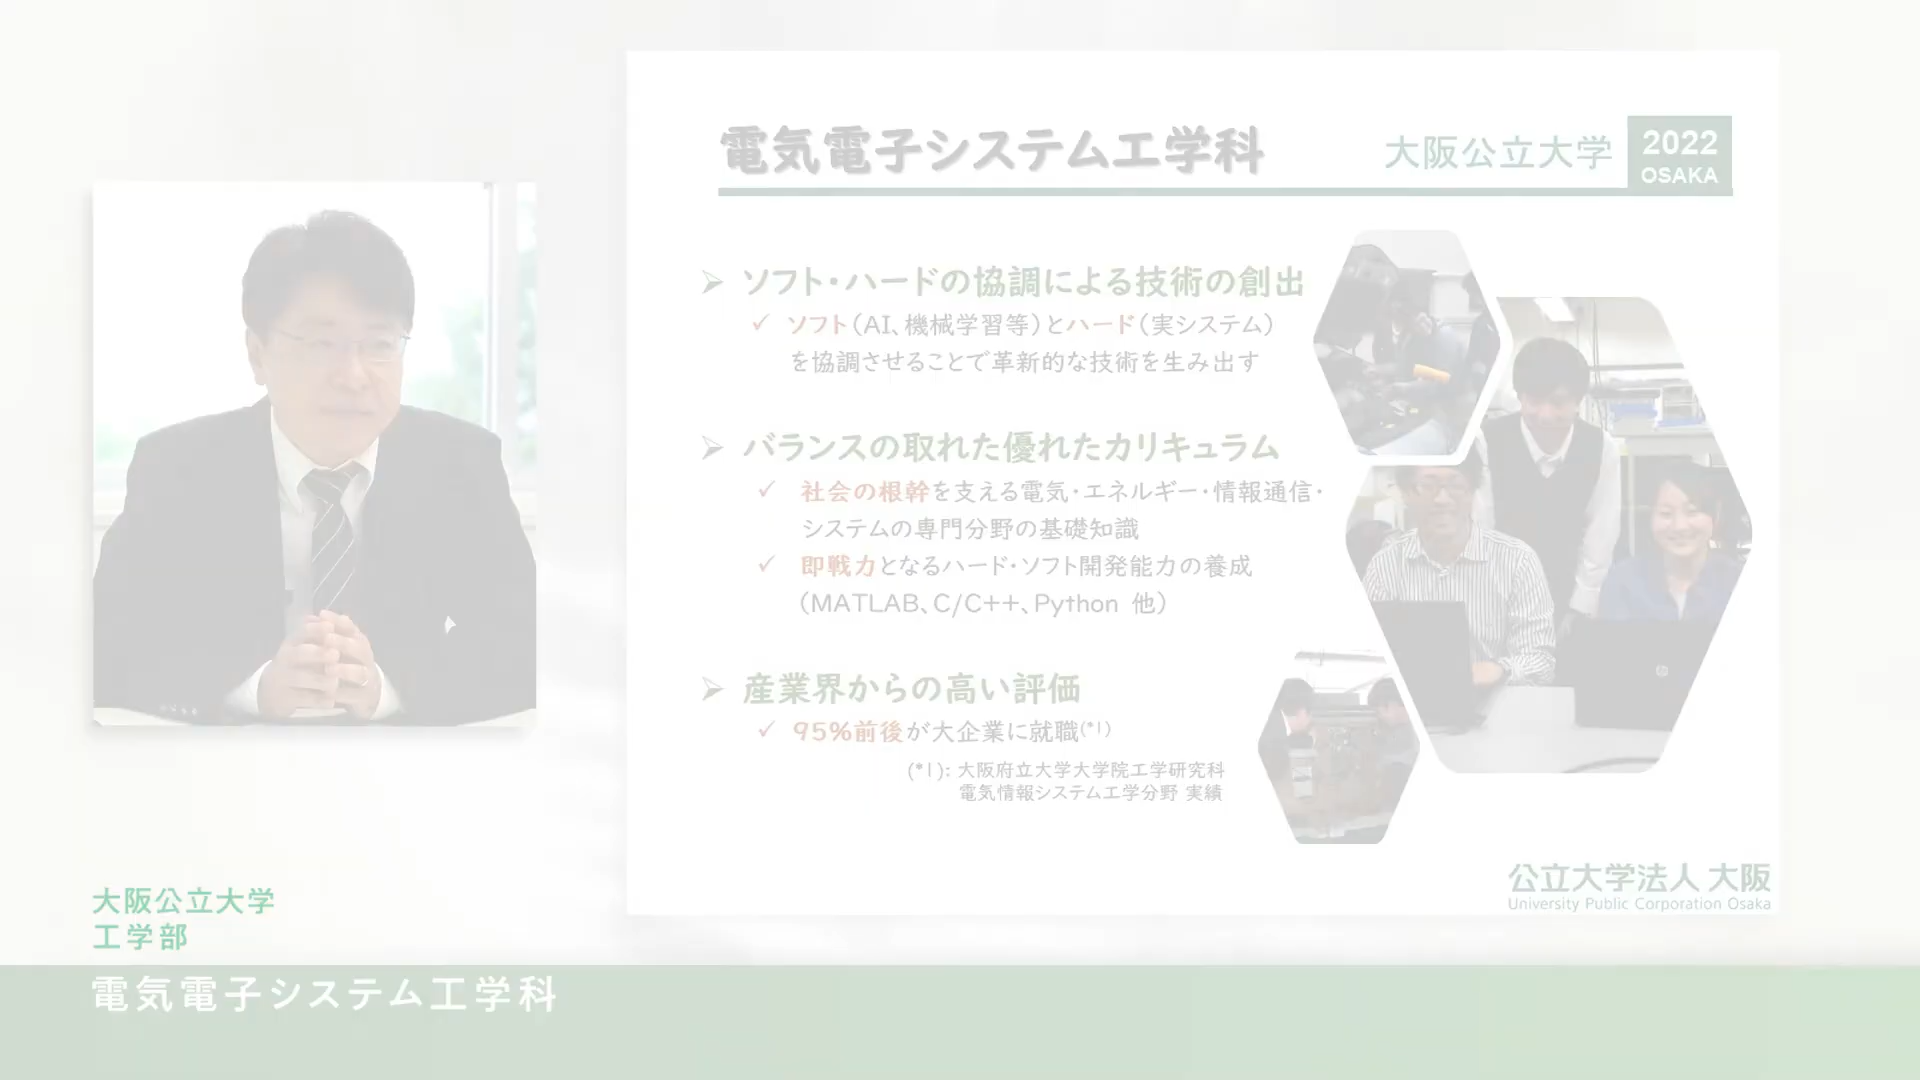 電気電子システム工学科
大阪公立大学
2022
OSAKA
ソフト・ハードの協調による技術の創出
ソフト(AI、機械学習等)とハード(実システム)
を協調させることで革新的な技術を生み出す
バランスの取れた優れたカリキュラム
社会の根幹を支える電気・エネルギー・情報通信・
システムの専門分野の基礎知識
即戦力となるハード・ソフト開発能力の養成
(MATLAB、C/C++、Python 他)
産業界からの高い評価
95%前後が大企業に就職(*1)
(*1): 大阪府立大学大学院工学研究科
電気情報システム工学分野 実績
公立大学法人 大阪
University Public Corporation Osaka
大阪公立大学
工学部
電気電子システム工学科